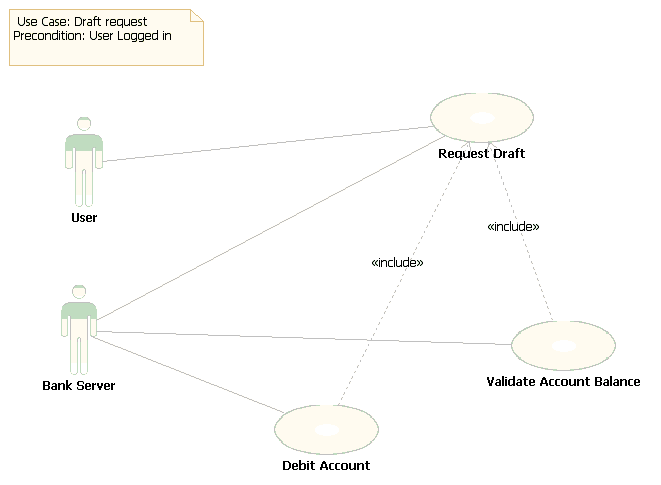 Use Case: Draft request
Precondition: User Logged in
Request Draft
User
«include»
«include»
Bank Server
Validate Account Balance
Debit Account